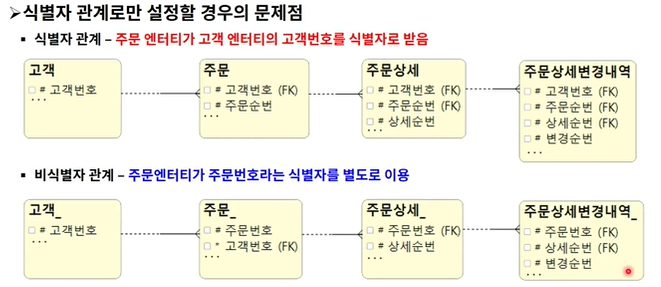 ➢식별자 관계로만 설정할 경우의 문제점
▪ 식별자 관계 – 주문 엔터티가 고객 엔터티의 고객번호를 식별자로 받음
고객
# 고객번호
...
주문
# 고객번호 (FK)
# 주문순번
...
주문상세
# 고객번호 (FK)
# 주문순번 (FK)
# 상세순번
...
주문상세변경내역
# 고객번호 (FK)
# 주문순번 (FK)
# 상세순번 (FK)
# 변경순번
...
▪ 비식별자 관계 – 주문엔터티가 주문번호라는 식별자를 별도로 이용
고객_
# 고객번호
...
주문_
# 주문번호
* 고객번호 (FK)
...
주문상세_
# 주문번호 (FK)
# 상세순번
...
주문상세변경내역_
# 주문번호 (FK)
# 상세순번 (FK)
# 변경순번
...